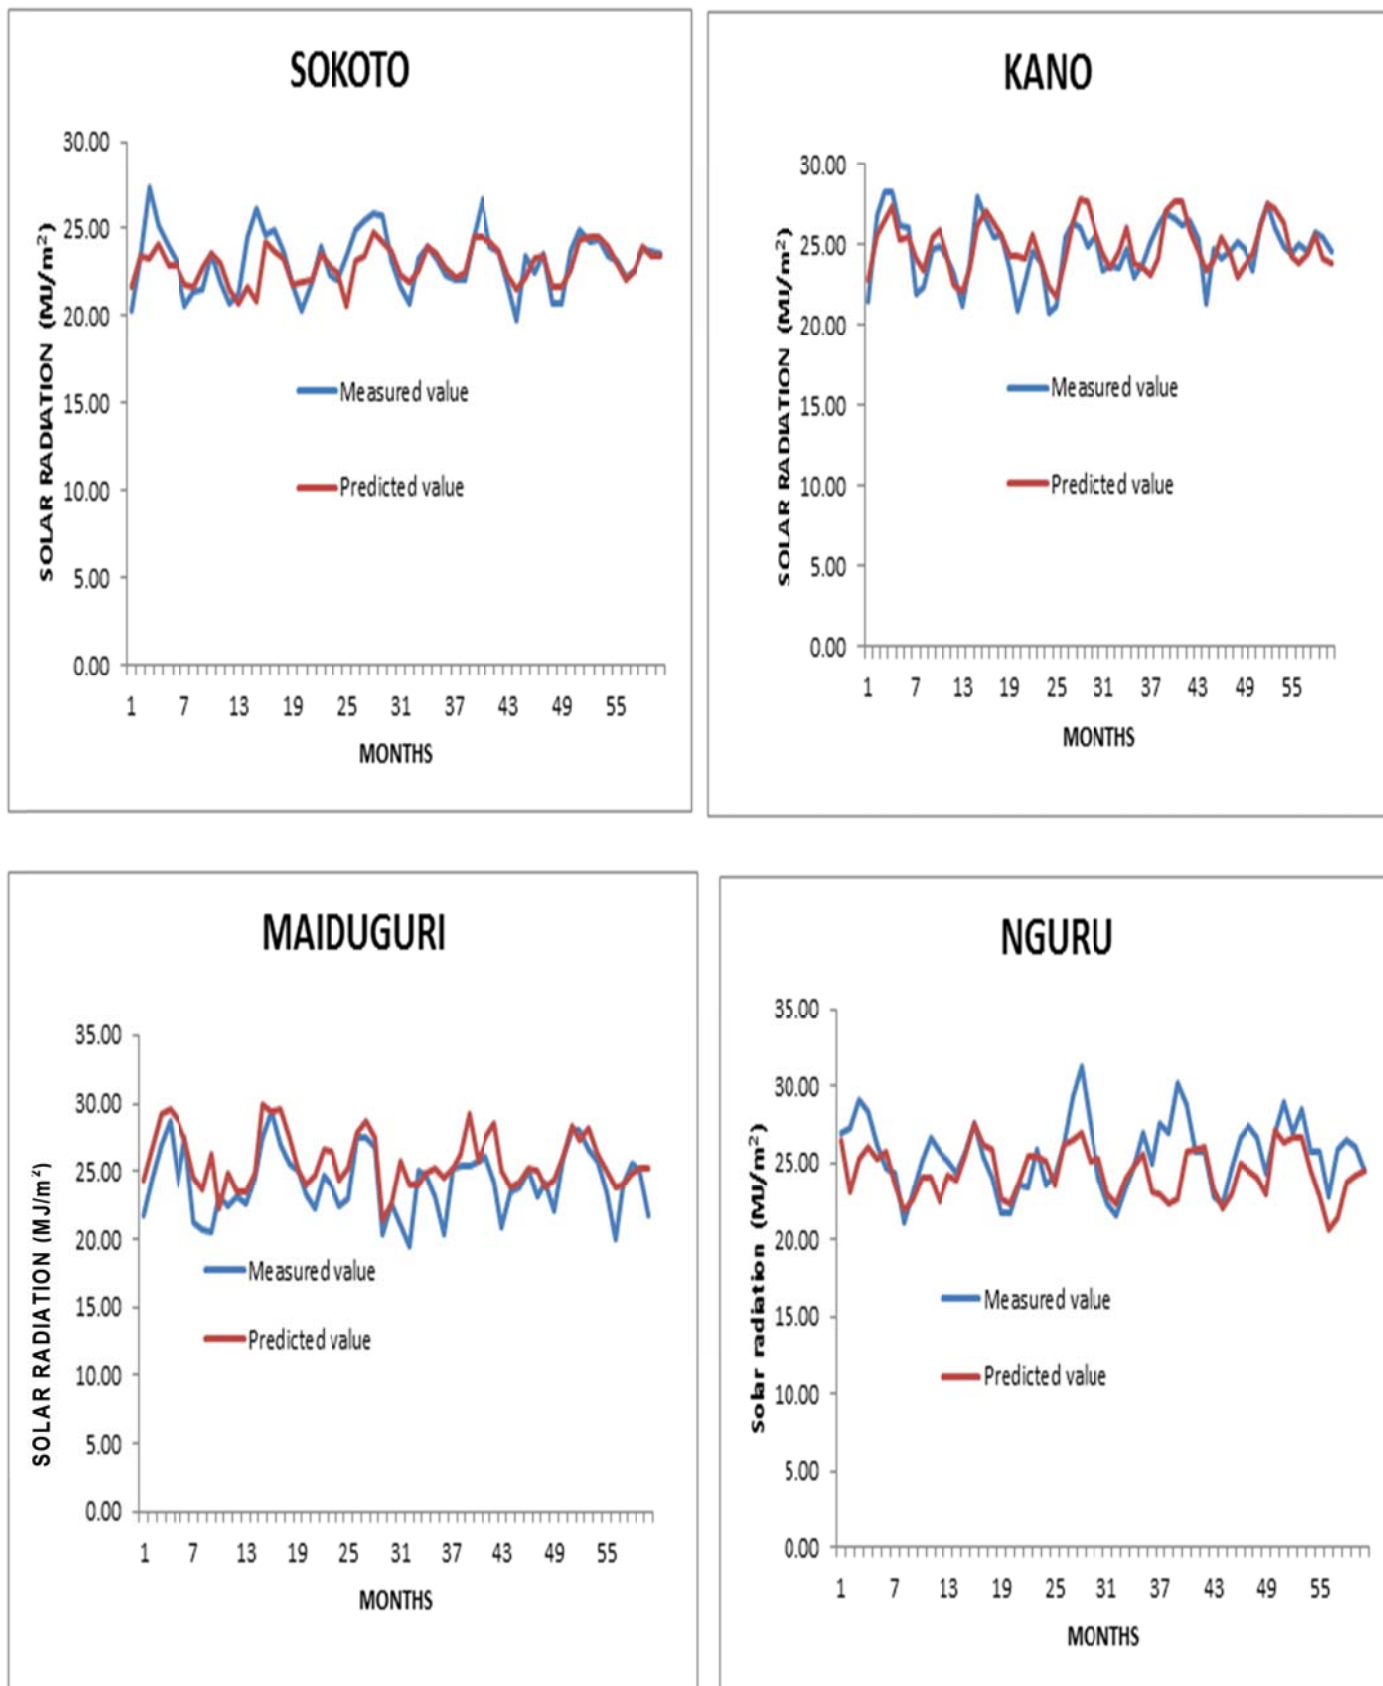 SOKOTO
SOLAR RADIATION (MJ/m²)
30.00
25.00
20.00
15.00
10.00
5.00
0.00
Measured value
Predicted value
1 7 13 19 25 31 37 43 49 55
MONTHS
KANO
SOLAR RADIATION (MJ/m²)
30.00
25.00
20.00
15.00
10.00
5.00
0.00
Measured value
Predicted value
1 7 13 19 25 31 37 43 49 55
MONTHS
MAIDUGURI
SOLAR RADIATION (MJ/m²)
35.00
30.00
25.00
20.00
15.00
10.00
5.00
0.00
Measured value
Predicted value
1 7 13 19 25 31 37 43 49 55
MONTHS
NGURU
Solar radiation (MJ/m²)
35.00
30.00
25.00
20.00
15.00
10.00
5.00
0.00
Measured value
Predicted value
1 7 13 19 25 31 37 43 49 55
MONTHS